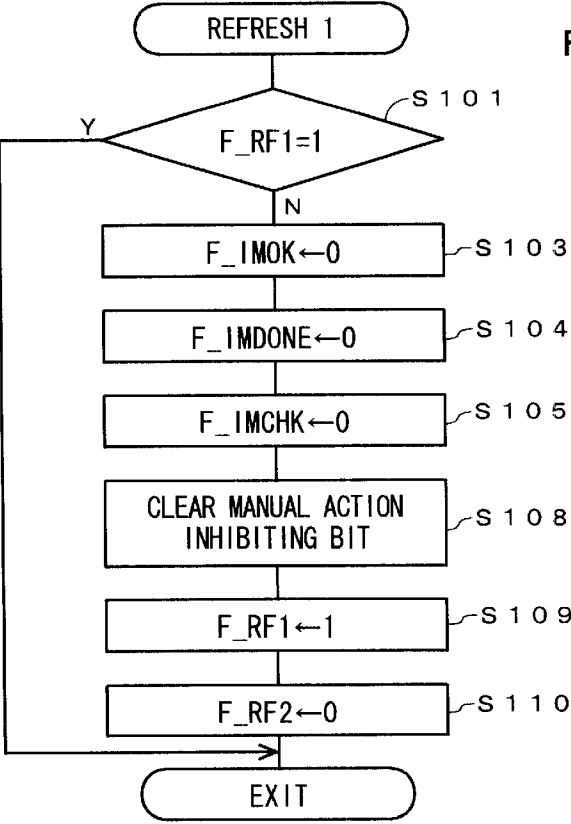 REFRESH 1
F
S101
Y
F_RF1=1
N
F_IMOK←0
S103
F_IMDONE←0
S104
F_IMCHK←0
S105
CLEAR MANUAL ACTION
INHIBITING BIT
S108
F_RF1←1
S109
F_RF2←0
S110
EXIT